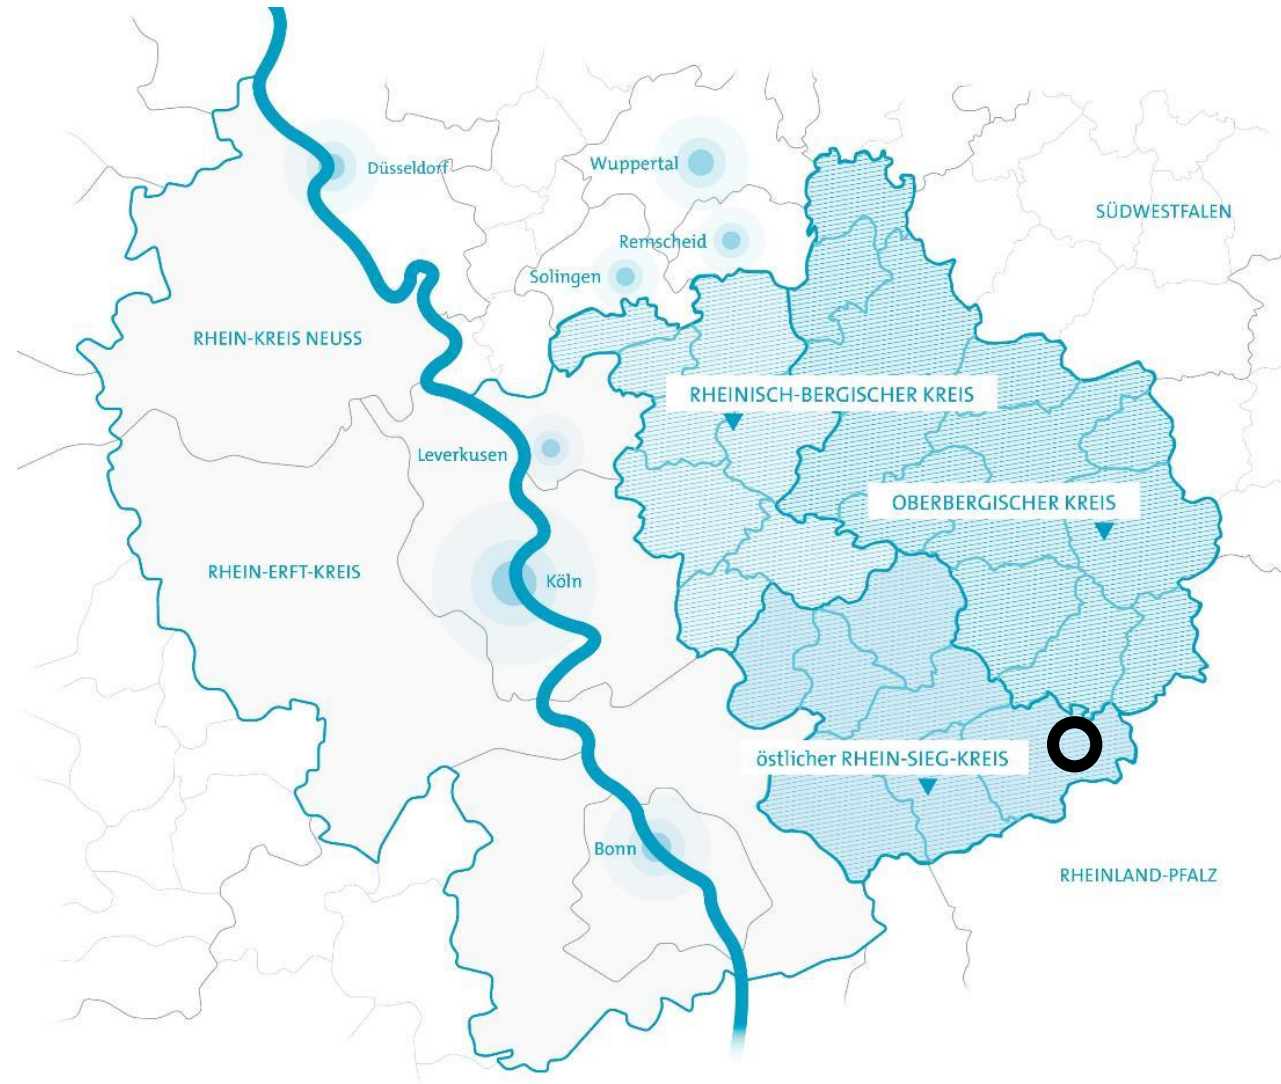 Düsseldorf
Wuppertal
SÜDWESTFALEN
Remscheid
Solingen
RHEIN-KREIS NEUSS
RHEINISCH-BERGISCHER KREIS
Leverkusen
OBERBERGISCHER KREIS
RHEIN-ERFT-KREIS
Köln
östlicher RHEIN-SIEG-KREIS
Bonn
RHEINLAND-PFALZ